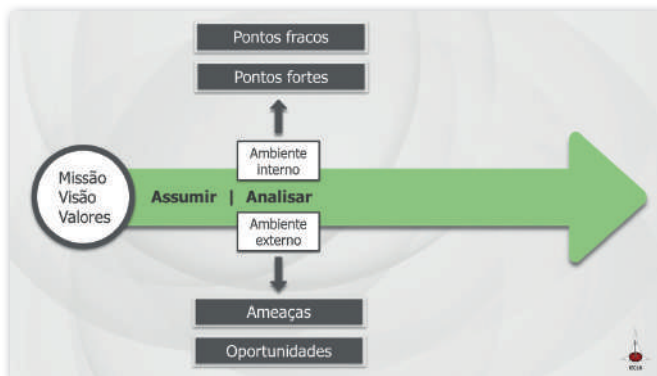 Pontos fracos
Pontos fortes
Ambiente
interno
Missão
Visão
Valores
Assumir | Analisar
Ambiente
externo
Ameaças
Oportunidades